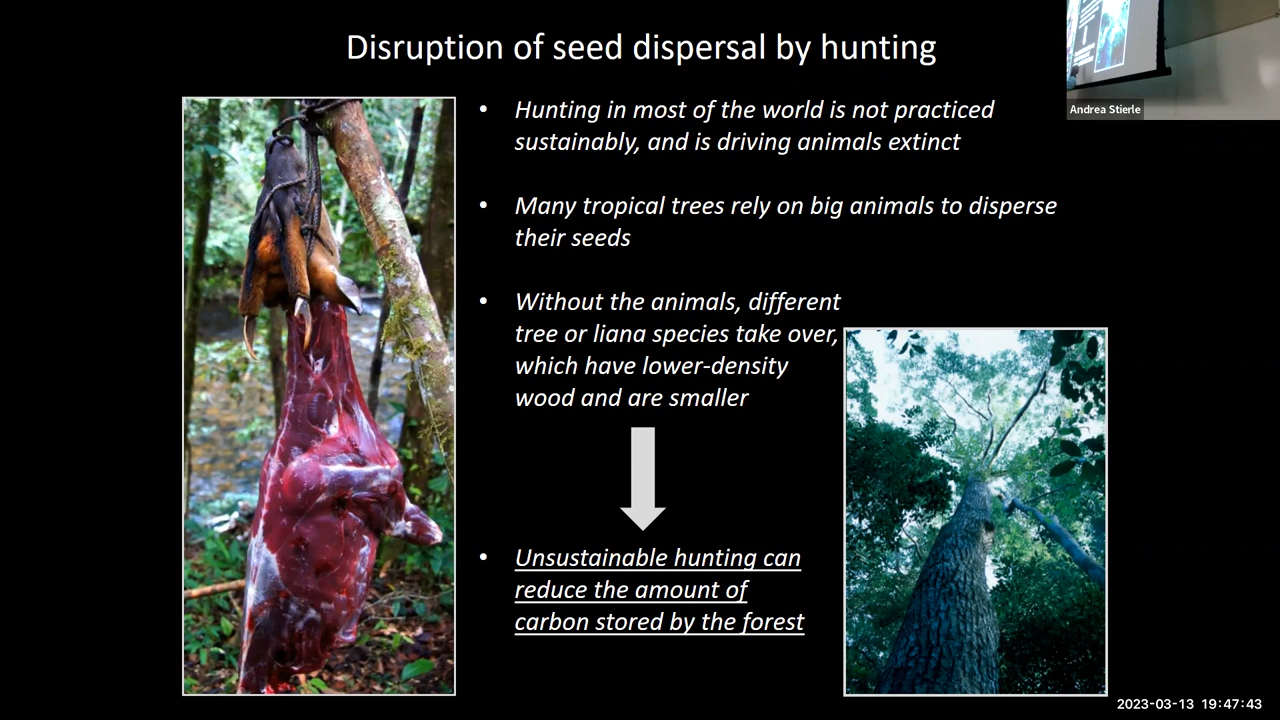 Disruption of seed dispersal by hunting
• Hunting in most of the world is not practiced
sustainably, and is driving animals extinct
• Many tropical trees rely on big animals to disperse
their seeds
• Without the animals, different
tree or liana species take over,
which have lower-density
wood and are smaller
• Unsustainable hunting can
reduce the amount of
carbon stored by the forest
Andrea Stierle
2023-03-13 19:47:43